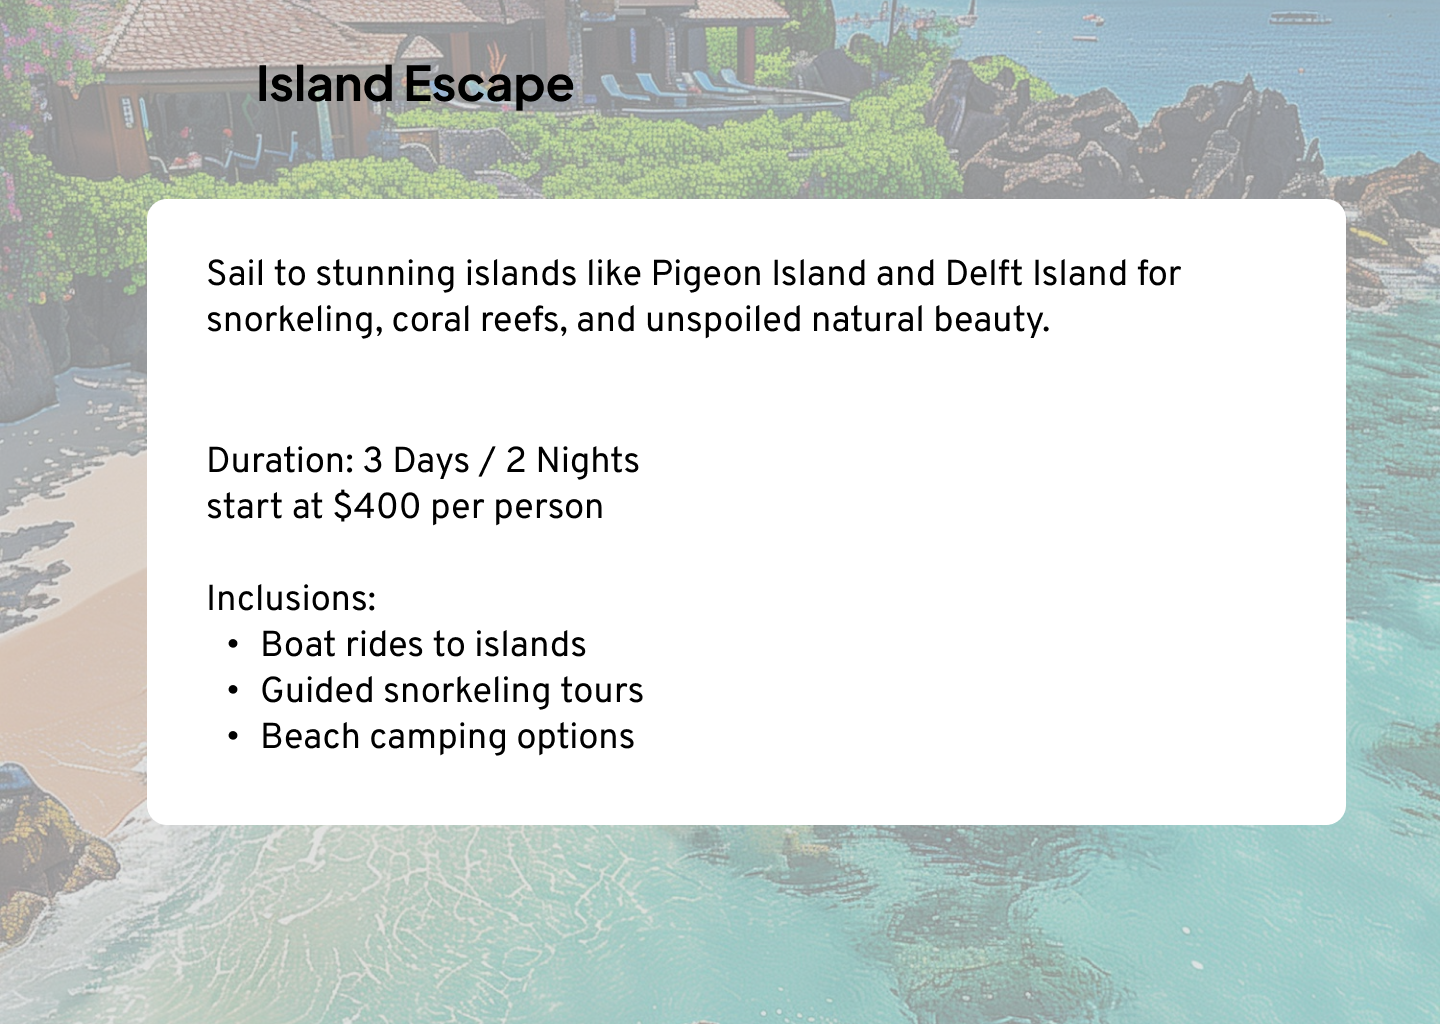 Island Escape
Sail to stunning islands like Pigeon Island and Delft Island for
snorkeling, coral reefs, and unspoiled natural beauty.
Duration: 3 Days / 2 Nights
start at $400 per person
Inclusions:
• Boat rides to islands
• Guided snorkeling tours
• Beach camping options